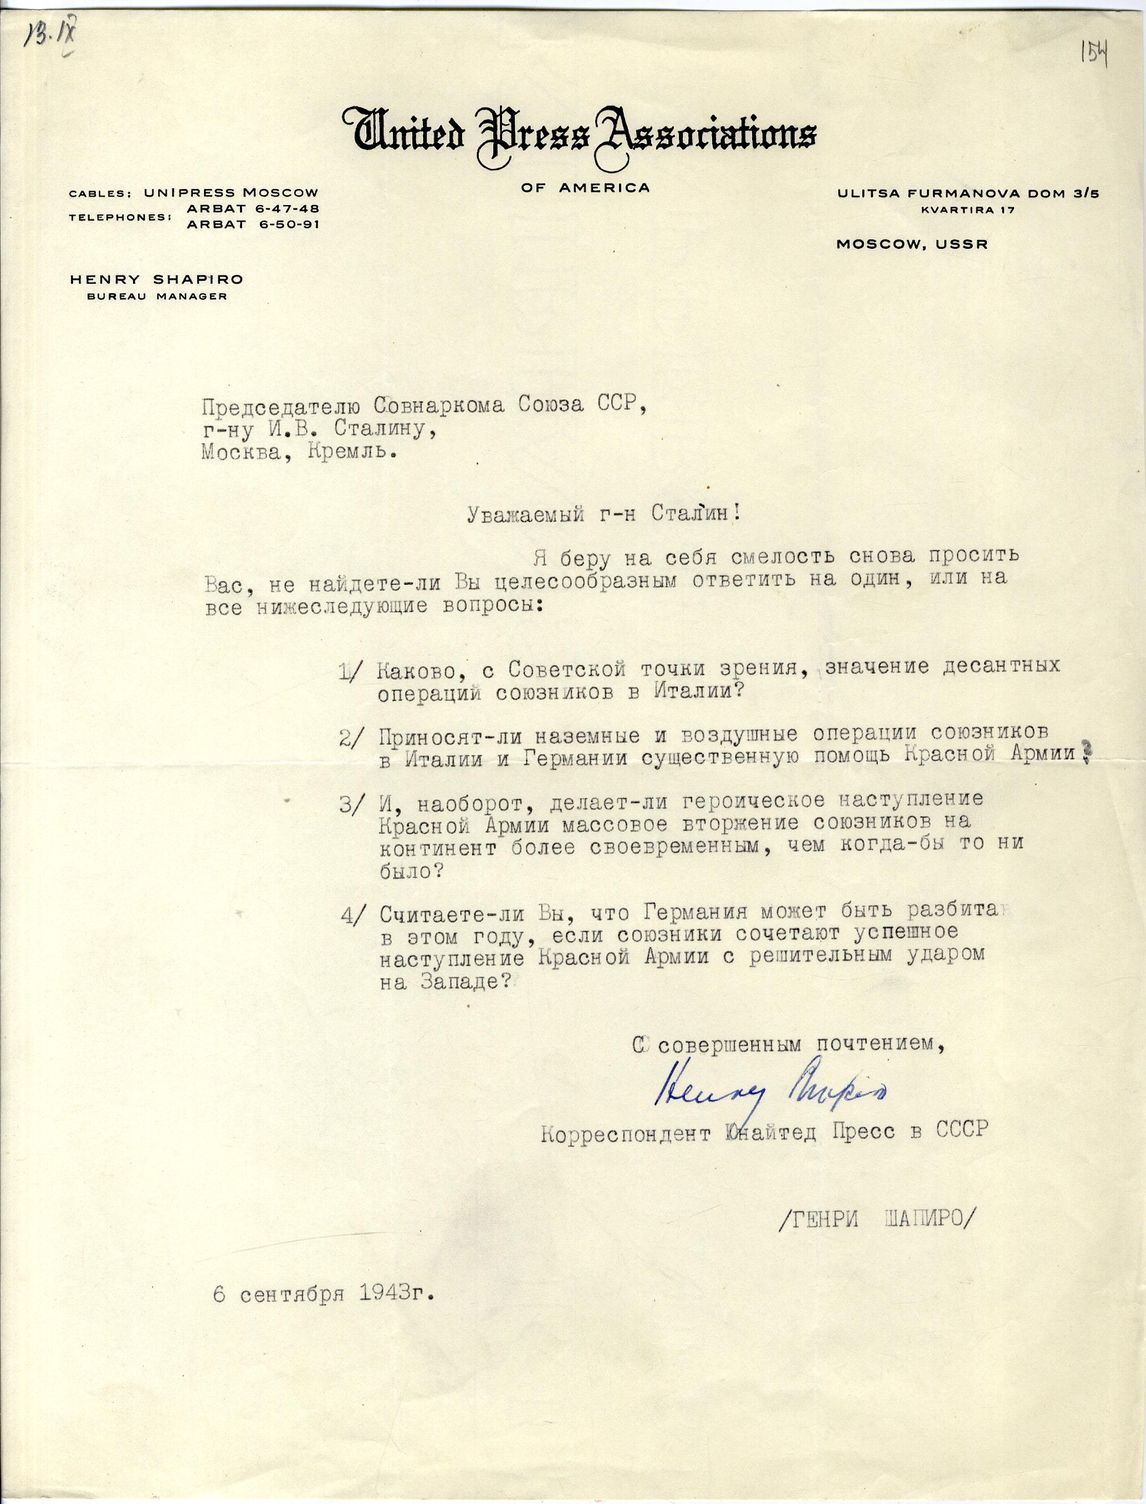 13.IX
154
United Press Associations
OF AMERICA
CABLES: UNIPRESS MOSCOW
TELEPHONES: ARBAT 6-47-48
ARBAT 6-50-91
ULITSA FURMANOVA DOM 3/5
KVARTIRA 17
MOSCOW, USSR
HENRY SHAPIRO
BUREAU MANAGER
Председателю Совнаркома Союза ССР,
г-ну И.В. Сталину,
Москва, Кремль.
Уважаемый г-н Сталин!
Я беру на себя смелость снова просить
Вас, не найдете-ли Вы целесообразным ответить на один, или на
все нижеследующие вопросы:
1/ Каково, с Советской точки зрения, значение десантных
операций союзников в Италии?
2/ Приносят-ли наземные и воздушные операции союзников
в Италии и Германии существенную помощь Красной Армии?
3/ И, наоборот, делает-ли героическое наступление
Красной Армии массовое вторжение союзников на
континент более своевременным, чем когда-бы то ни
было?
4/ Считаете-ли Вы, что Германия может быть разбита
в этом году, если союзники сочетают успешное
наступление Красной Армии с решительным ударом
на Западе?
С совершенным почтением,
Henry Shapiro
Корреспондент Юнайтед Пресс в СССР
/ГЕНРИ ШАПИРО/
6 сентября 1943г.